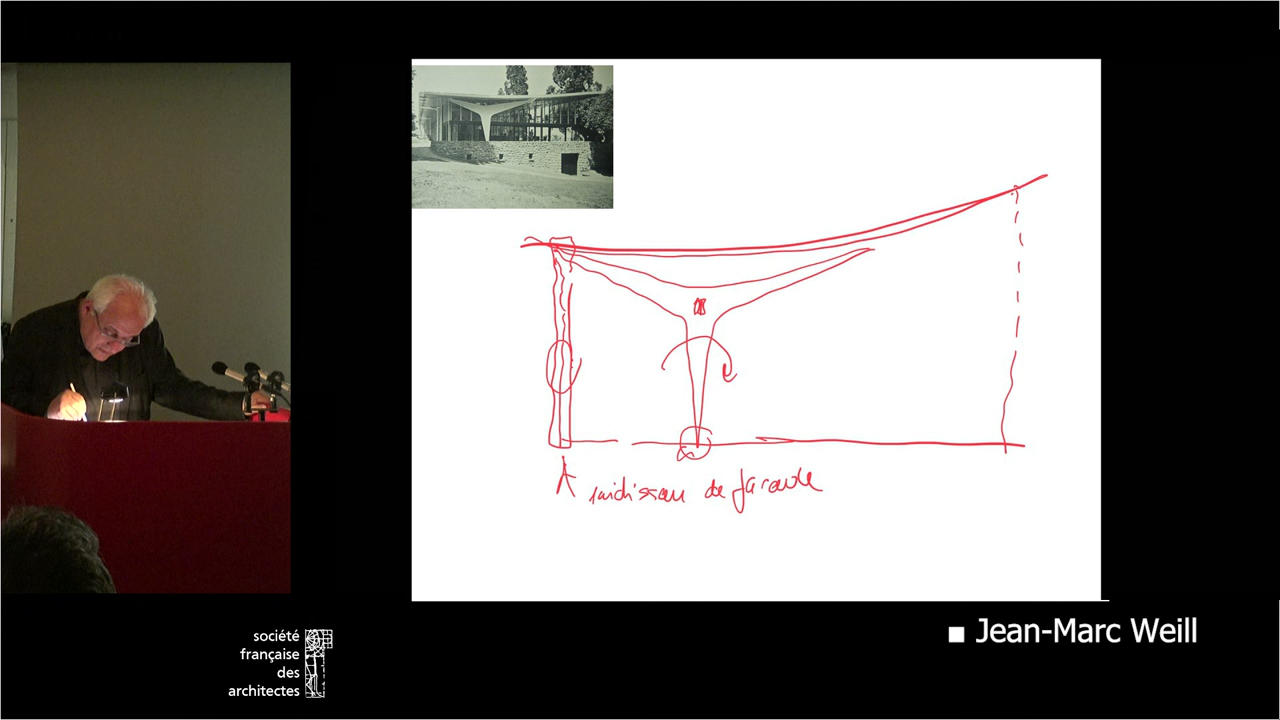 raidisseur de façade
société
française
des
architectes
Jean-Marc Weill